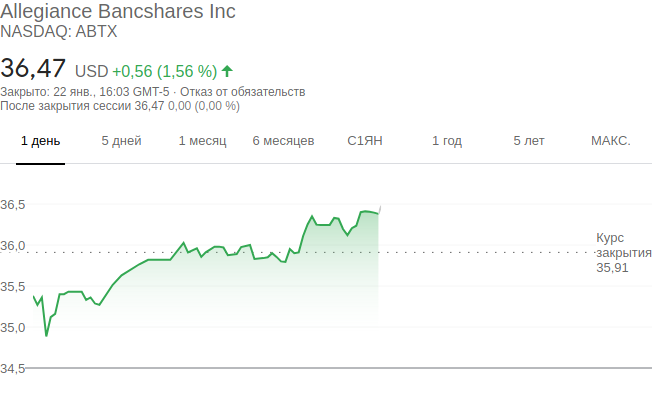 Allegiance Bancshares Inc
NASDAQ: ABTX
36,47 USD +0,56 (1,56 %)
Закрыто: 22 янв., 16:03 GMT-5 · Отказ от обязательств
После закрытия сессии 36,47 0,00 (0,00 %)
1 день 5 дней 1 месяц 6 месяцев С1ЯН 1 год 5 лет МАКС.
36,5
36,0
35,5
35,0
34,5
Курс
закрытия
35,91